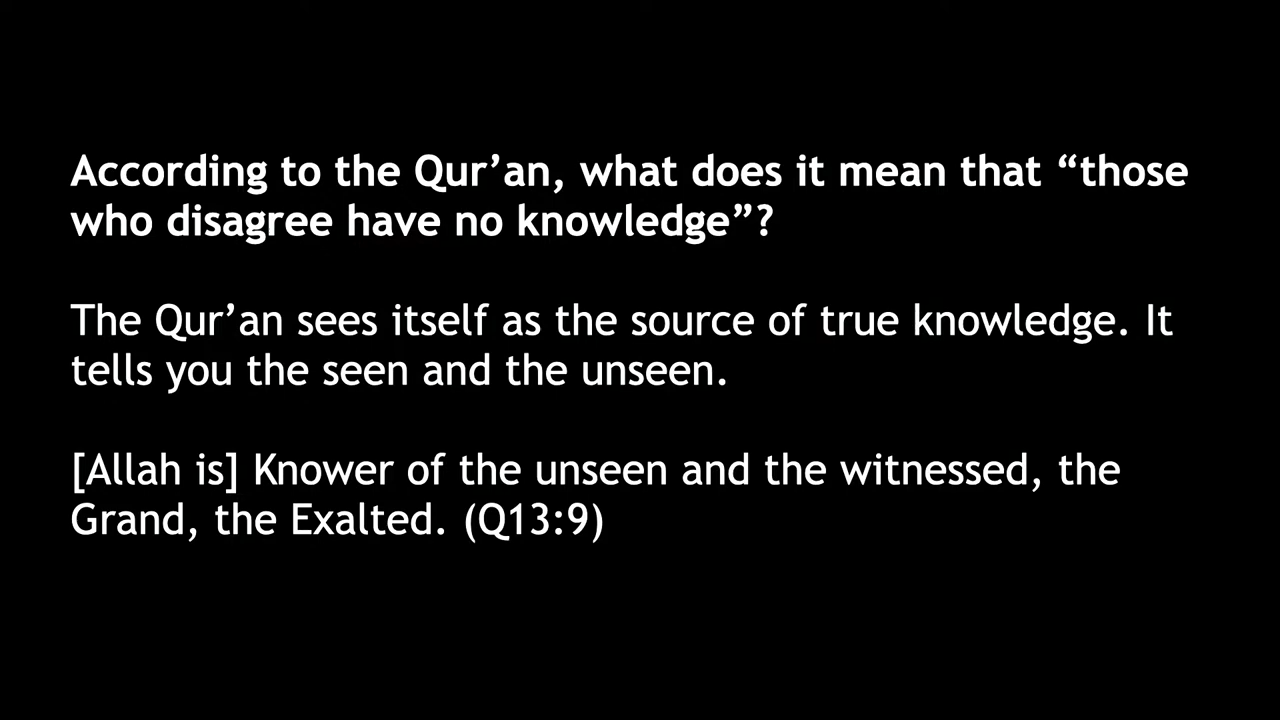 According to the Qur’an, what does it mean that “those
who disagree have no knowledge”?
The Qur’an sees itself as the source of true knowledge. It
tells you the seen and the unseen.
[Allah is] Knower of the unseen and the witnessed, the
Grand, the Exalted. (Q13:9)